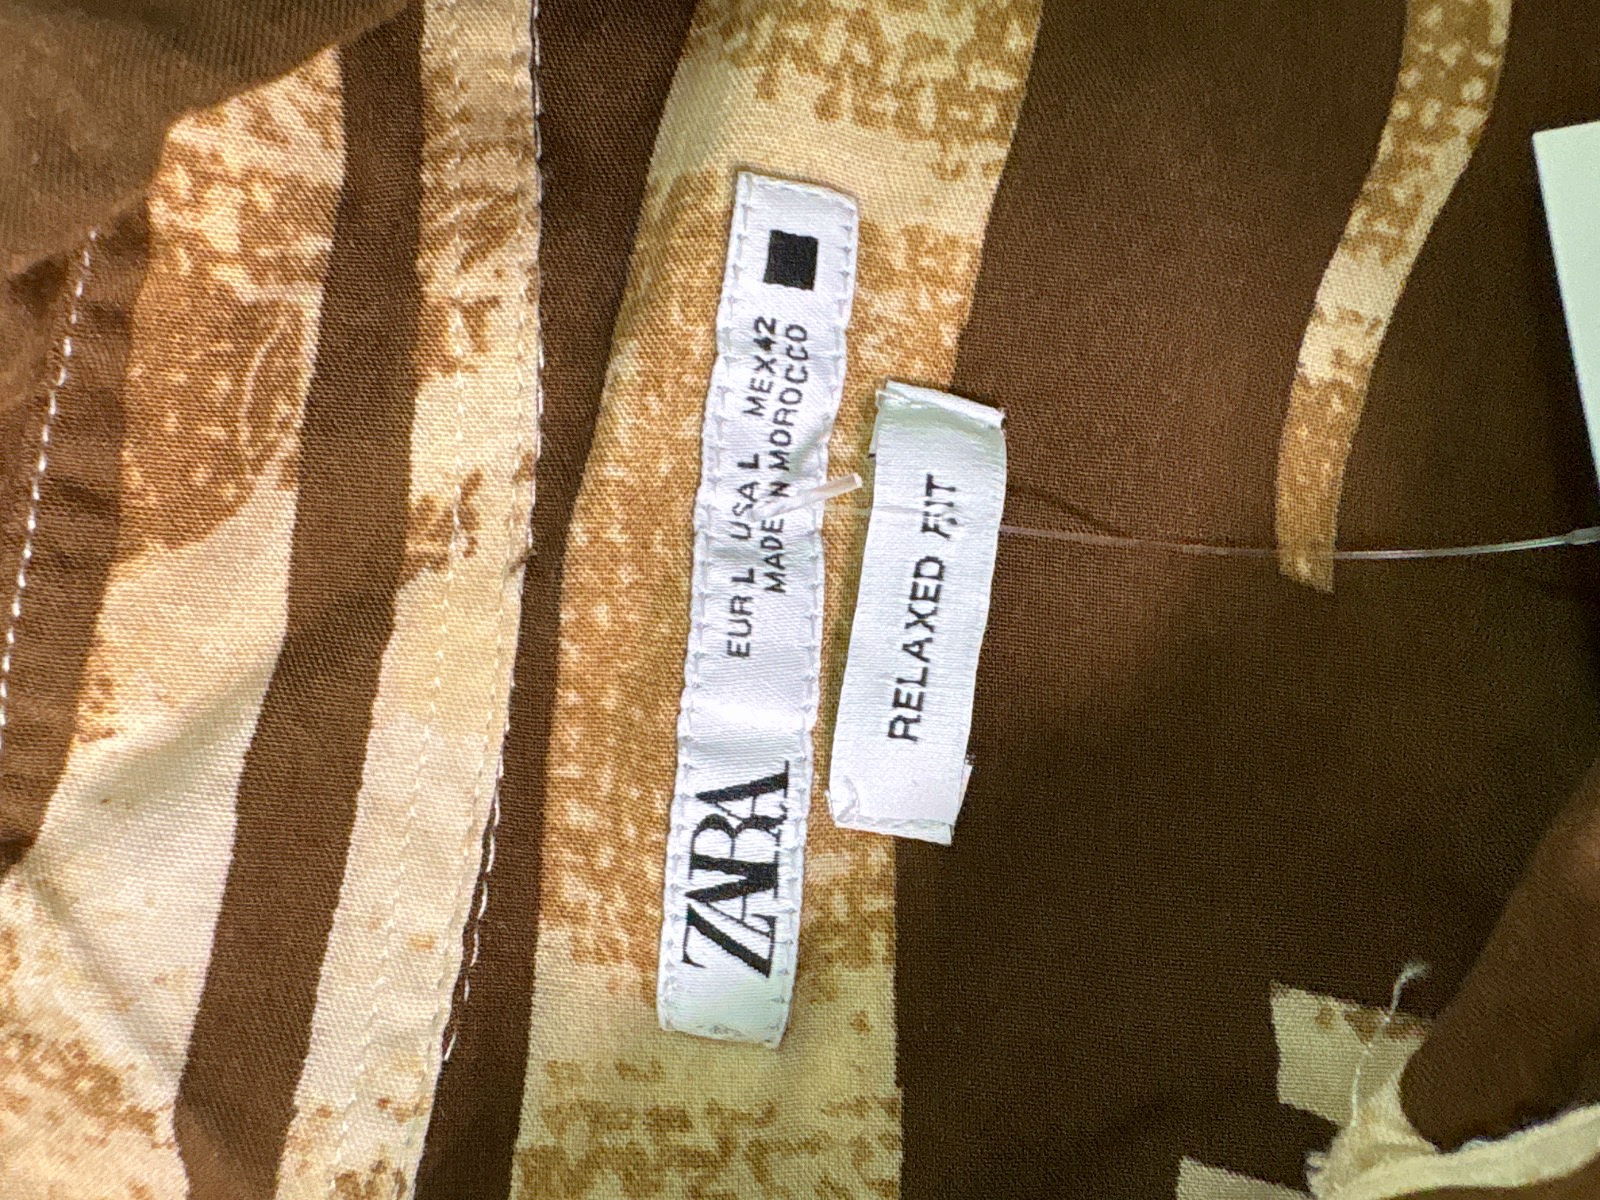 ZARA
EUR L USA L MEX 42
MADE IN MOROCCO
RELAXED FIT